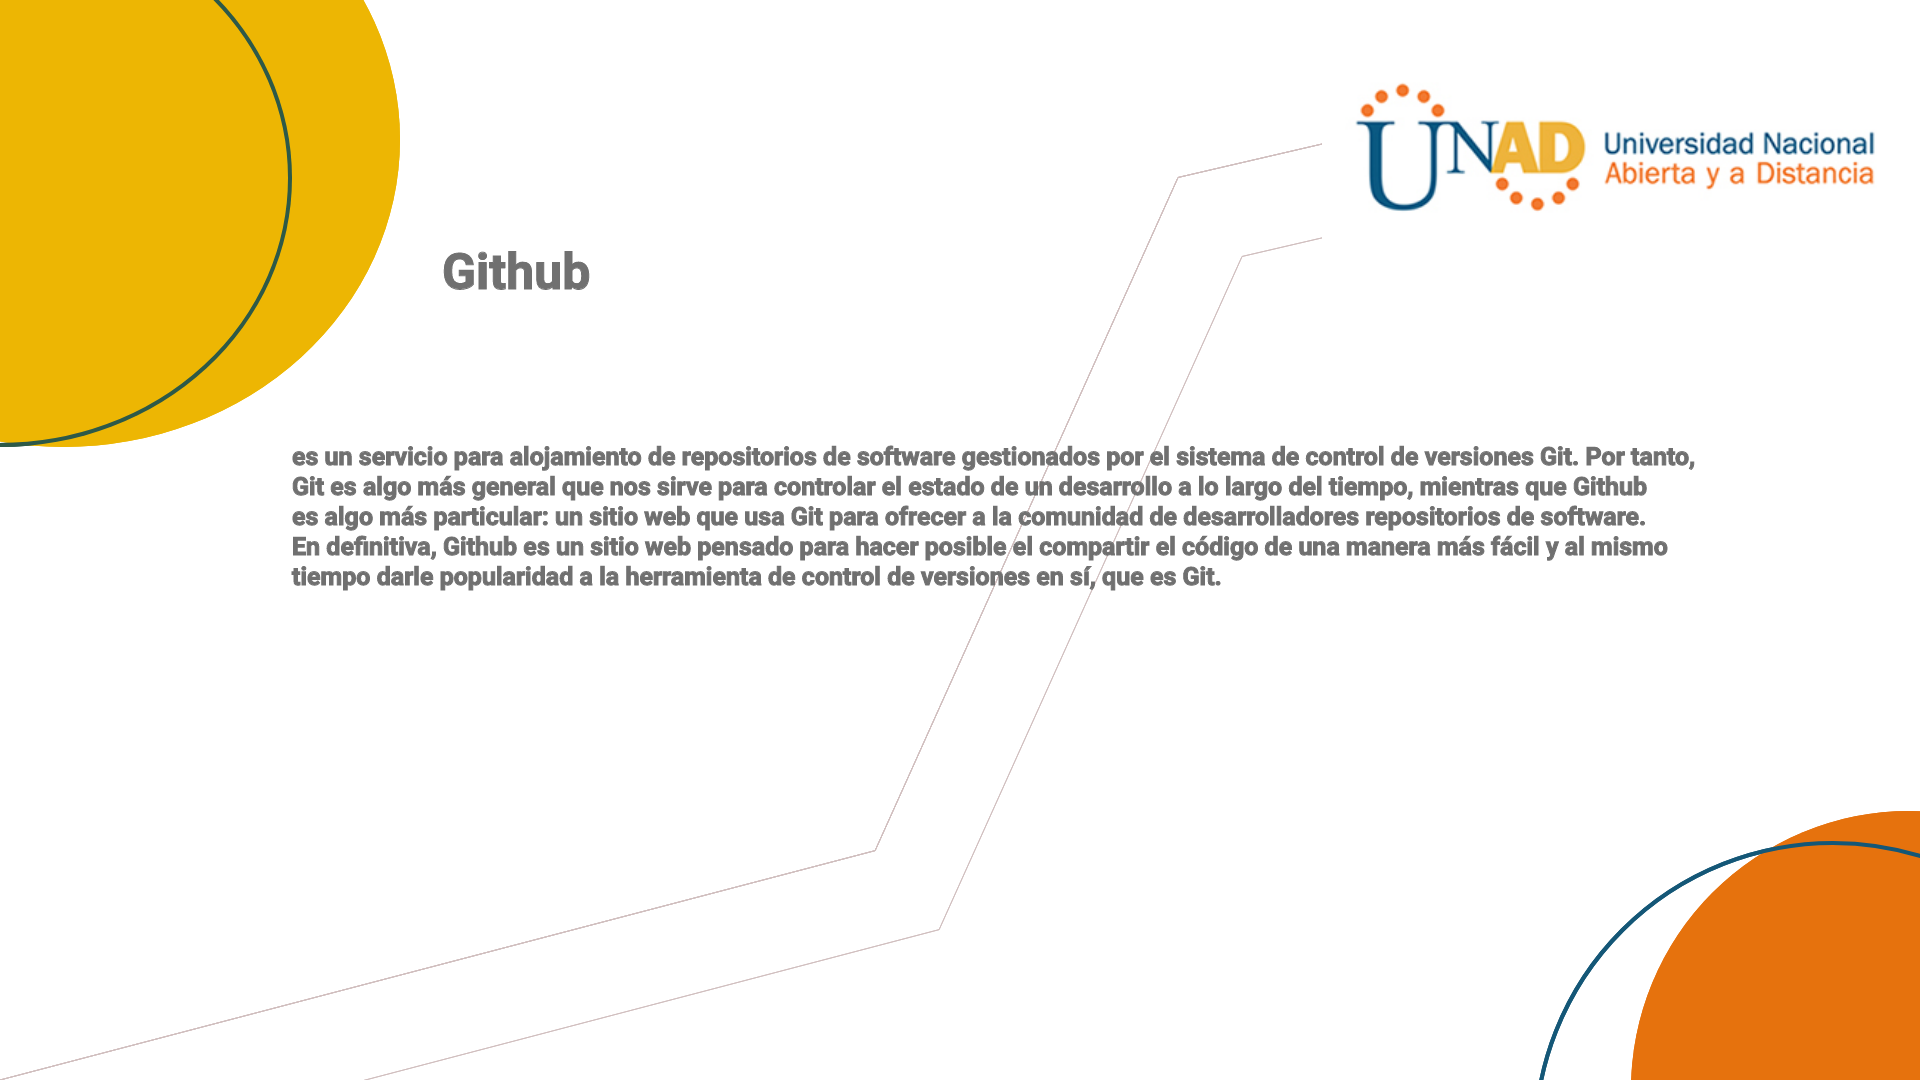 UNAD
Universidad Nacional
Abierta y a Distancia
Github
es un servicio para alojamiento de repositorios de software gestionados por el sistema de control de versiones Git. Por tanto,
Git es algo más general que nos sirve para controlar el estado de un desarrollo a lo largo del tiempo, mientras que Github
es algo más particular: un sitio web que usa Git para ofrecer a la comunidad de desarrolladores repositorios de software.
En definitiva, Github es un sitio web pensado para hacer posible el compartir el código de una manera más fácil y al mismo
tiempo darle popularidad a la herramienta de control de versiones en sí, que es Git.